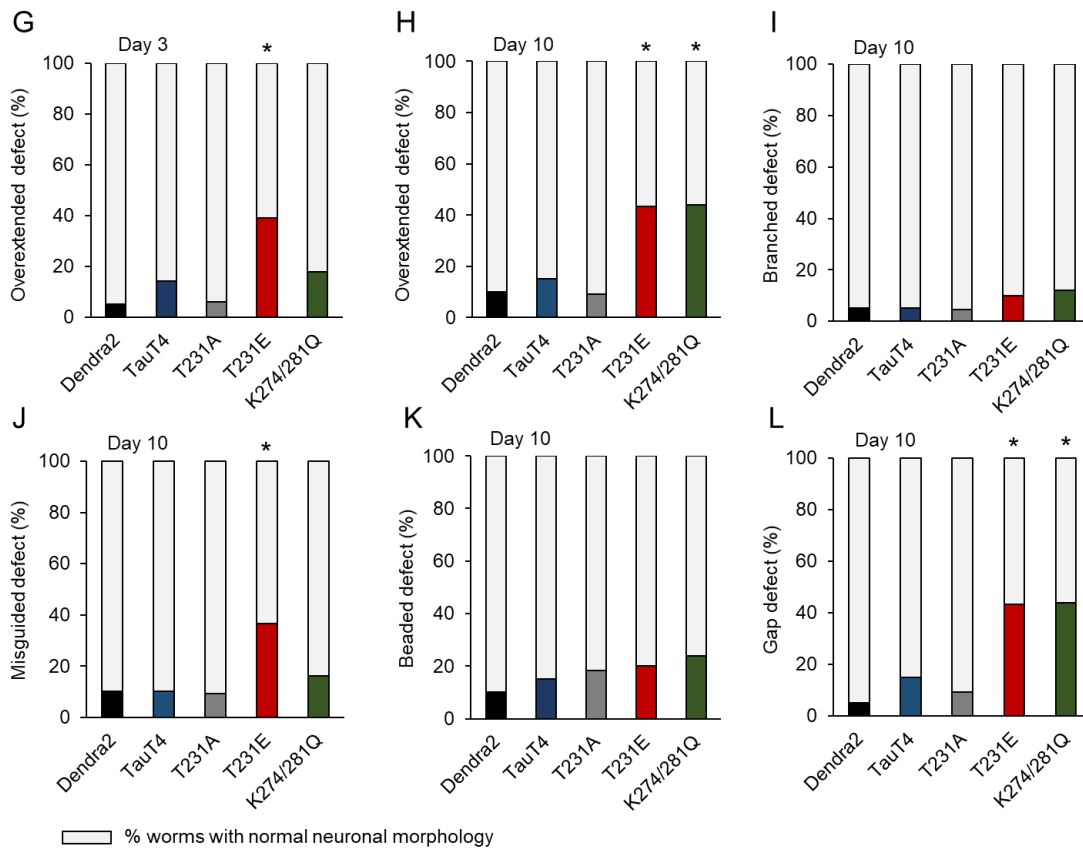 G
Day 3
*
Overextended defect (%)
100
80
60
40
20
0
Dendra2
TauT4
T231A
T231E
K274/281Q
H
Day 10
* *
Overextended defect (%)
100
80
60
40
20
0
Dendra2
TauT4
T231A
T231E
K274/281Q
I
Day 10
Branched defect (%)
100
80
60
40
20
0
Dendra2
TauT4
T231A
T231E
K274/281Q
J
Day 10
*
Misguided defect (%)
100
80
60
40
20
0
Dendra2
TauT4
T231A
T231E
K274/281Q
K
Day 10
Beaded defect (%)
100
80
60
40
20
0
Dendra2
TauT4
T231A
T231E
K274/281Q
L
Day 10
* *
Gap defect (%)
100
80
60
40
20
0
Dendra2
TauT4
T231A
T231E
K274/281Q
% worms with normal neuronal morphology